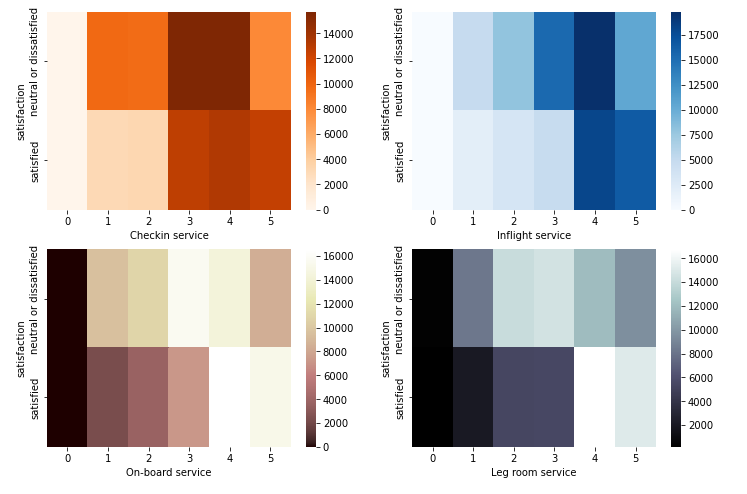 satisfaction
neutral or dissatisfied
satisfied
0 1 2 3 4 5
Checkin service
14000
12000
10000
8000
6000
4000
2000
0
satisfaction
neutral or dissatisfied
satisfied
0 1 2 3 4 5
Inflight service
17500
15000
12500
10000
7500
5000
2500
0
satisfaction
neutral or dissatisfied
satisfied
0 1 2 3 4 5
On-board service
16000
14000
12000
10000
8000
6000
4000
2000
0
satisfaction
neutral or dissatisfied
satisfied
0 1 2 3 4 5
Leg room service
16000
14000
12000
10000
8000
6000
4000
2000